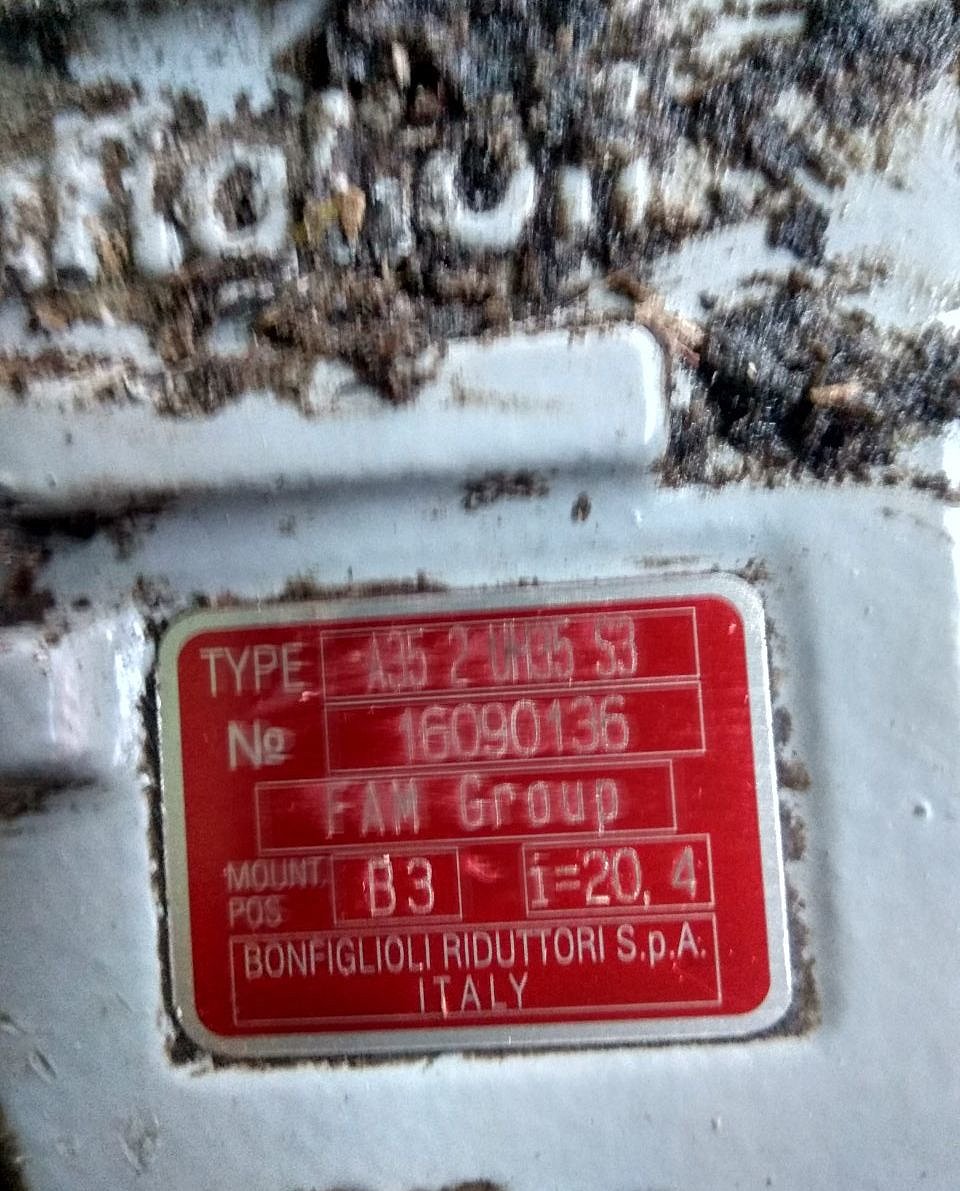 TYPE A35 2 UH35 S3
№ 16090136
FAM Group
MOUNT. POS B3 i=20, 4
BONFIGLIOLI RIDUTTORI S.p.A.
ITALY